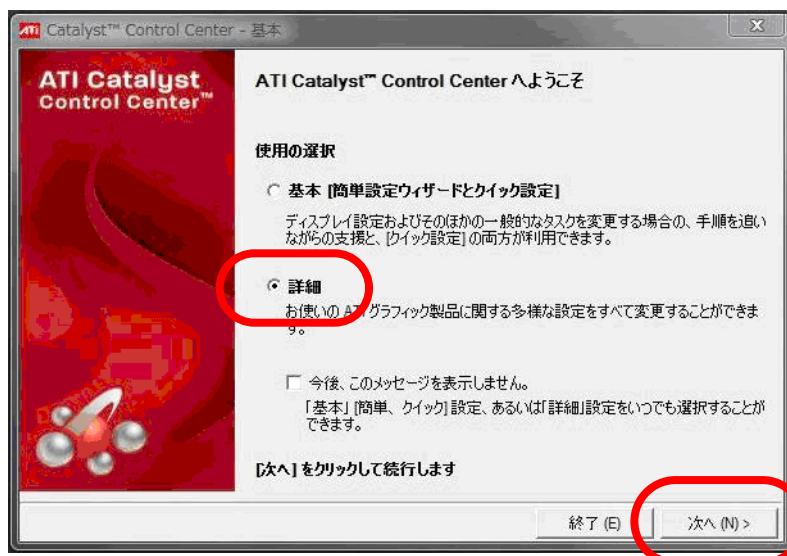 ATI Catalyst™ Control Center - 基本
ATI Catalyst
Control Center™
ATI Catalyst™ Control Center へようこそ
使用の選択
基本 [簡単設定ウィザードとクイック設定]
ディスプレイ設定およびそのほかの一般的なタスクを変更する場合の、手順を追い
ながらの支援と、[クイック設定] の両方が利用できます。
詳細
お使いの ATI グラフィック製品に関する多様な設定をすべて変更することができま
す。
今後、このメッセージを表示しません。
「基本」 [簡単、クイック] 設定、あるいは「詳細」設定をいつでも選択することが
できます。
[次へ] をクリックして続行します
終了 (E)
次へ (N) >